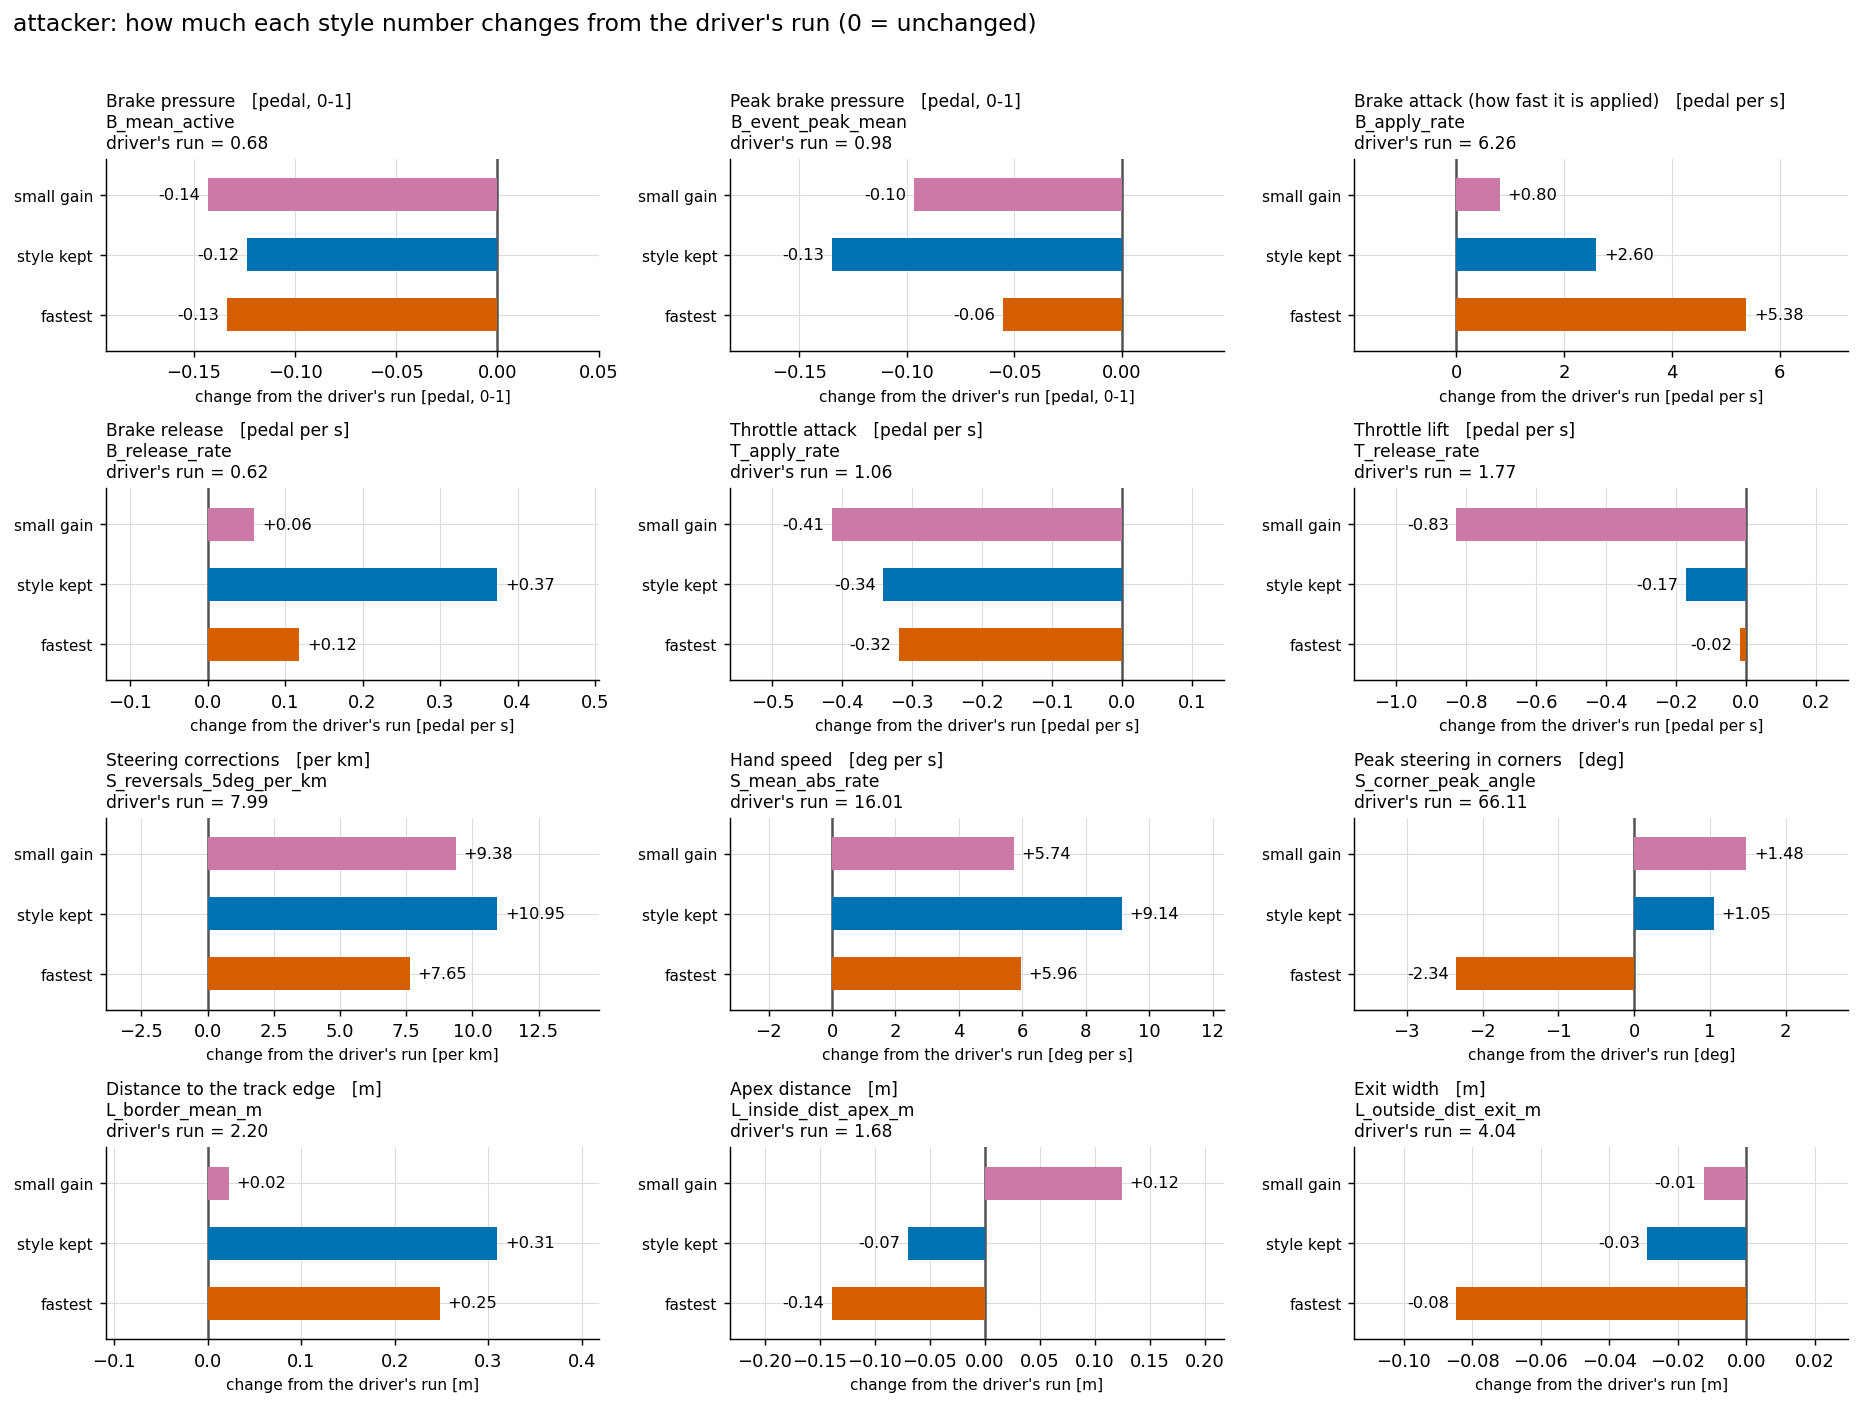 attacker: how much each style number changes from the driver's run (0 = unchanged)
Brake pressure   [pedal, 0-1]
B_mean_active
driver's run = 0.68
small gain
style kept
fastest
-0.14
-0.12
-0.13
−0.15 −0.10 −0.05 0.00 0.05
change from the driver's run [pedal, 0-1]
Peak brake pressure   [pedal, 0-1]
B_event_peak_mean
driver's run = 0.98
small gain
style kept
fastest
-0.10
-0.13
-0.06
−0.15 −0.10 −0.05 0.00
change from the driver's run [pedal, 0-1]
Brake attack (how fast it is applied)   [pedal per s]
B_apply_rate
driver's run = 6.26
small gain
style kept
fastest
+0.80
+2.60
+5.38
0 2 4 6
change from the driver's run [pedal per s]
Brake release   [pedal per s]
B_release_rate
driver's run = 0.62
small gain
style kept
fastest
+0.06
+0.37
+0.12
−0.1 0.0 0.1 0.2 0.3 0.4 0.5
change from the driver's run [pedal per s]
Throttle attack   [pedal per s]
T_apply_rate
driver's run = 1.06
small gain
style kept
fastest
-0.41
-0.34
-0.32
−0.5 −0.4 −0.3 −0.2 −0.1 0.0 0.1
change from the driver's run [pedal per s]
Throttle lift   [pedal per s]
T_release_rate
driver's run = 1.77
small gain
style kept
fastest
-0.83
-0.17
-0.02
−1.0 −0.8 −0.6 −0.4 −0.2 0.0 0.2
change from the driver's run [pedal per s]
Steering corrections   [per km]
S_reversals_5deg_per_km
driver's run = 7.99
small gain
style kept
fastest
+9.38
+10.95
+7.65
−2.5 0.0 2.5 5.0 7.5 10.0 12.5
change from the driver's run [per km]
Hand speed   [deg per s]
S_mean_abs_rate
driver's run = 16.01
small gain
style kept
fastest
+5.74
+9.14
+5.96
−2 0 2 4 6 8 10 12
change from the driver's run [deg per s]
Peak steering in corners   [deg]
S_corner_peak_angle
driver's run = 66.11
small gain
style kept
fastest
+1.48
+1.05
-2.34
−3 −2 −1 0 1 2
change from the driver's run [deg]
Distance to the track edge   [m]
L_border_mean_m
driver's run = 2.20
small gain
style kept
fastest
+0.02
+0.31
+0.25
−0.1 0.0 0.1 0.2 0.3 0.4
change from the driver's run [m]
Apex distance   [m]
L_inside_dist_apex_m
driver's run = 1.68
small gain
style kept
fastest
+0.12
-0.07
-0.14
−0.20 −0.15 −0.10 −0.05 0.00 0.05 0.10 0.15 0.20
change from the driver's run [m]
Exit width   [m]
L_outside_dist_exit_m
driver's run = 4.04
small gain
style kept
fastest
-0.01
-0.03
-0.08
−0.10 −0.08 −0.06 −0.04 −0.02 0.00 0.02
change from the driver's run [m]